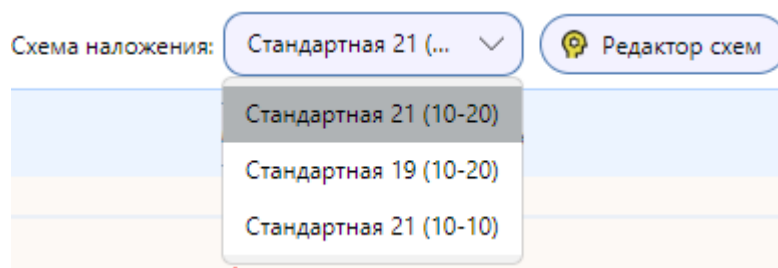 Схема наложения: Стандартная 21 (... Редактор схем
Стандартная 21 (10-20)
Стандартная 19 (10-20)
Стандартная 21 (10-10)